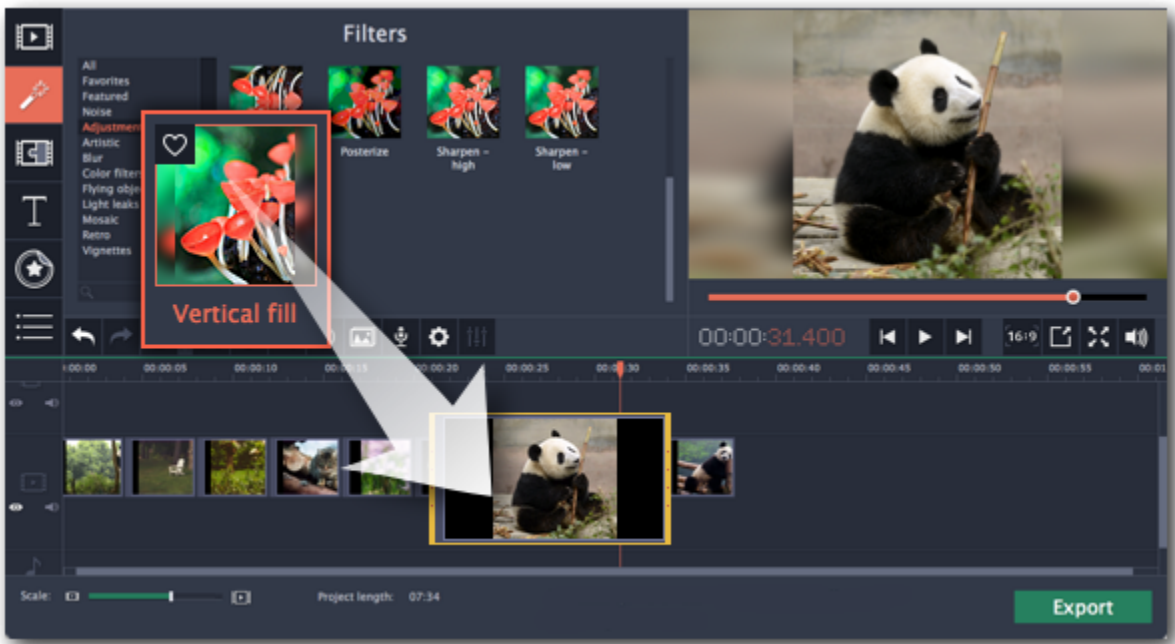 Filters
All
Favorites
Featured
Noise
Adjustmen
Artistic
Blur
Color filter
Flying obje
Light leaks
Mosaic
Retro
Vignettes
Posterize
Sharpen –
high
Sharpen –
low
Vertical fill
T
00:00:31.400
16:9
:00:00
00:00:05
00:00:10
00:00:15
00:00:20
00:00:25
00:00:30
00:00:35
00:00:40
00:00:45
00:00:50
00:00:55
00:01
Scale:
Project length: 07:34
Export